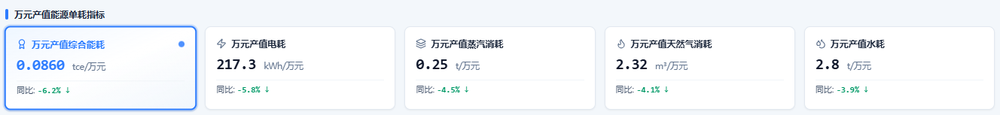 万元产值能源单耗指标
万元产值综合能耗
0.0860 tce/万元
同比: -6.2% ↓
万元产值电耗
217.3 kWh/万元
同比: -5.8% ↓
万元产值蒸汽消耗
0.25 t/万元
同比: -4.5% ↓
万元产值天然气消耗
2.32 m³/万元
同比: -4.1% ↓
万元产值水耗
2.8 t/万元
同比: -3.9% ↓